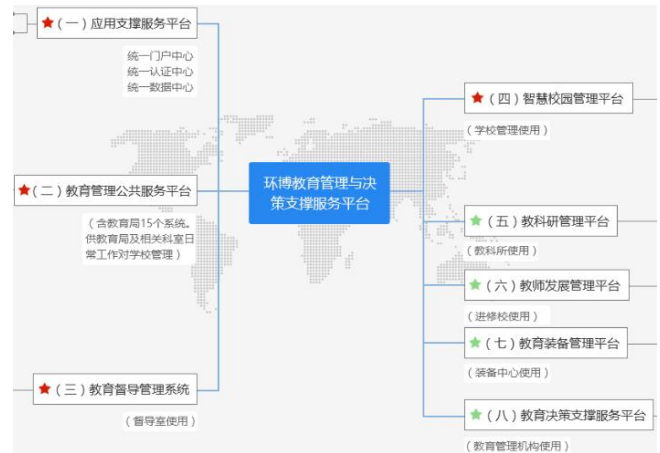 (一)应用支撑服务平台
统一门户中心
统一认证中心
统一数据中心
(二)教育管理公共服务平台
(含教育局15个系统。
供教育局及相关科室日
常工作对学校管理)
(三)教育督导管理系统
(督导室使用)
环博教育管理与决
策支撑服务平台
(四)智慧校园管理平台
(学校管理使用)
(五)教科研管理平台
(教科所使用)
(六)教师发展管理平台
(进修校使用)
(七)教育装备管理平台
(装备中心使用)
(八)教育决策支撑服务平台
(教育管理机构使用)